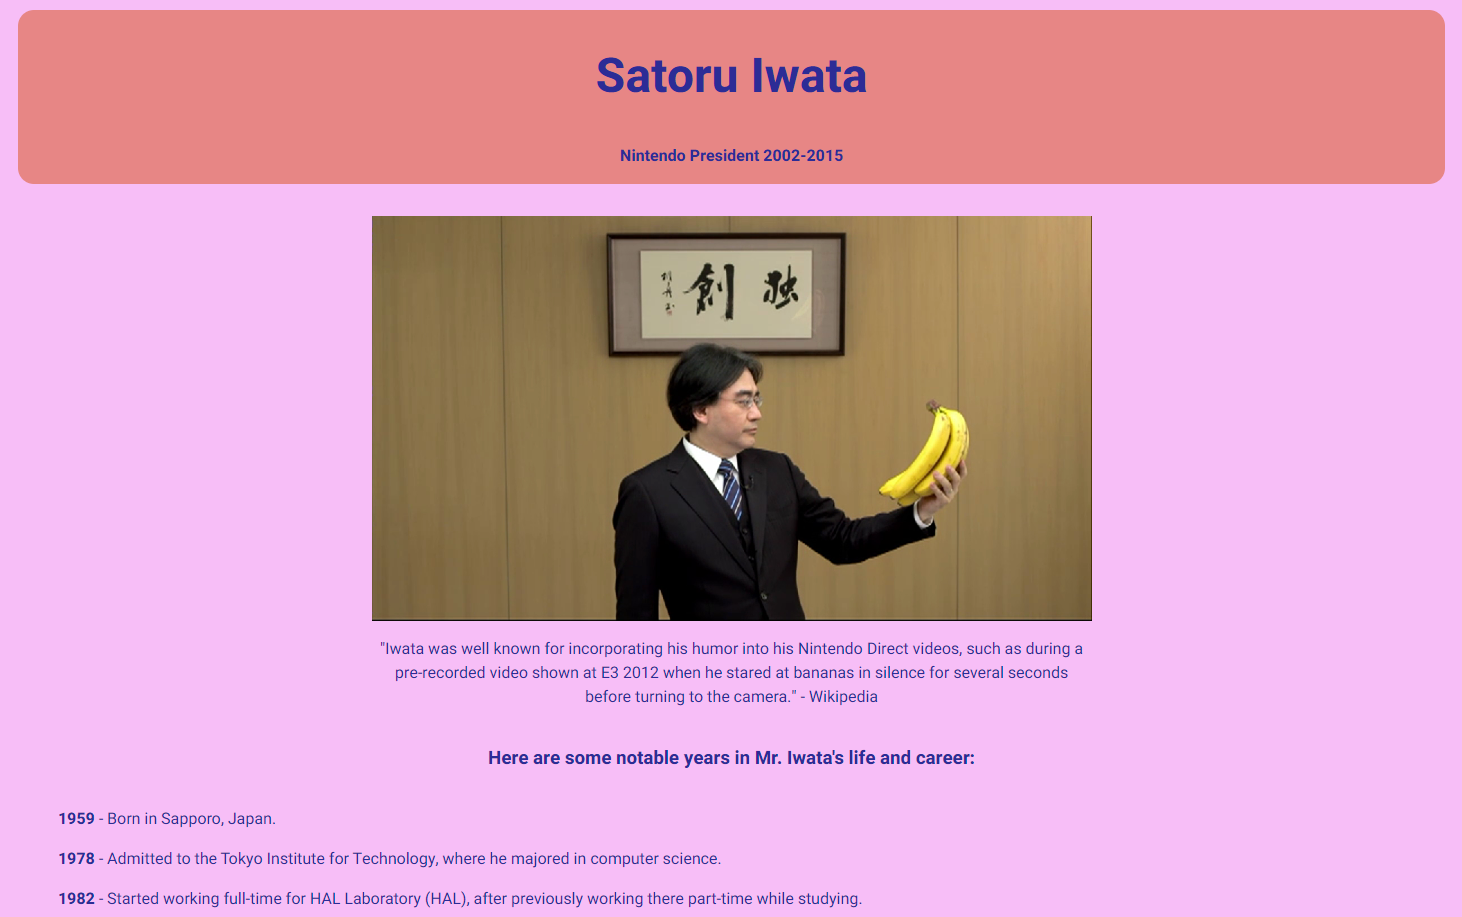 Satoru Iwata
Nintendo President 2002-2015
独創
"Iwata was well known for incorporating his humor into his Nintendo Direct videos, such as during a
pre-recorded video shown at E3 2012 when he stared at bananas in silence for several seconds
before turning to the camera." - Wikipedia
Here are some notable years in Mr. Iwata's life and career:
1959 - Born in Sapporo, Japan.
1978 - Admitted to the Tokyo Institute for Technology, where he majored in computer science.
1982 - Started working full-time for HAL Laboratory (HAL), after previously working there part-time while studying.